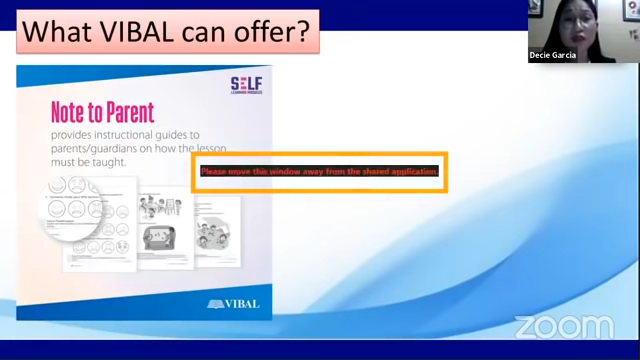 What VIBAL can offer?
Decie Garcia
SELF
LEARNING MODULES
Note to Parent
provides instructional guides to
parents/guardians on how the lesson
must be taught.
Please move this window away from the shared application.
VIBAL
zoom